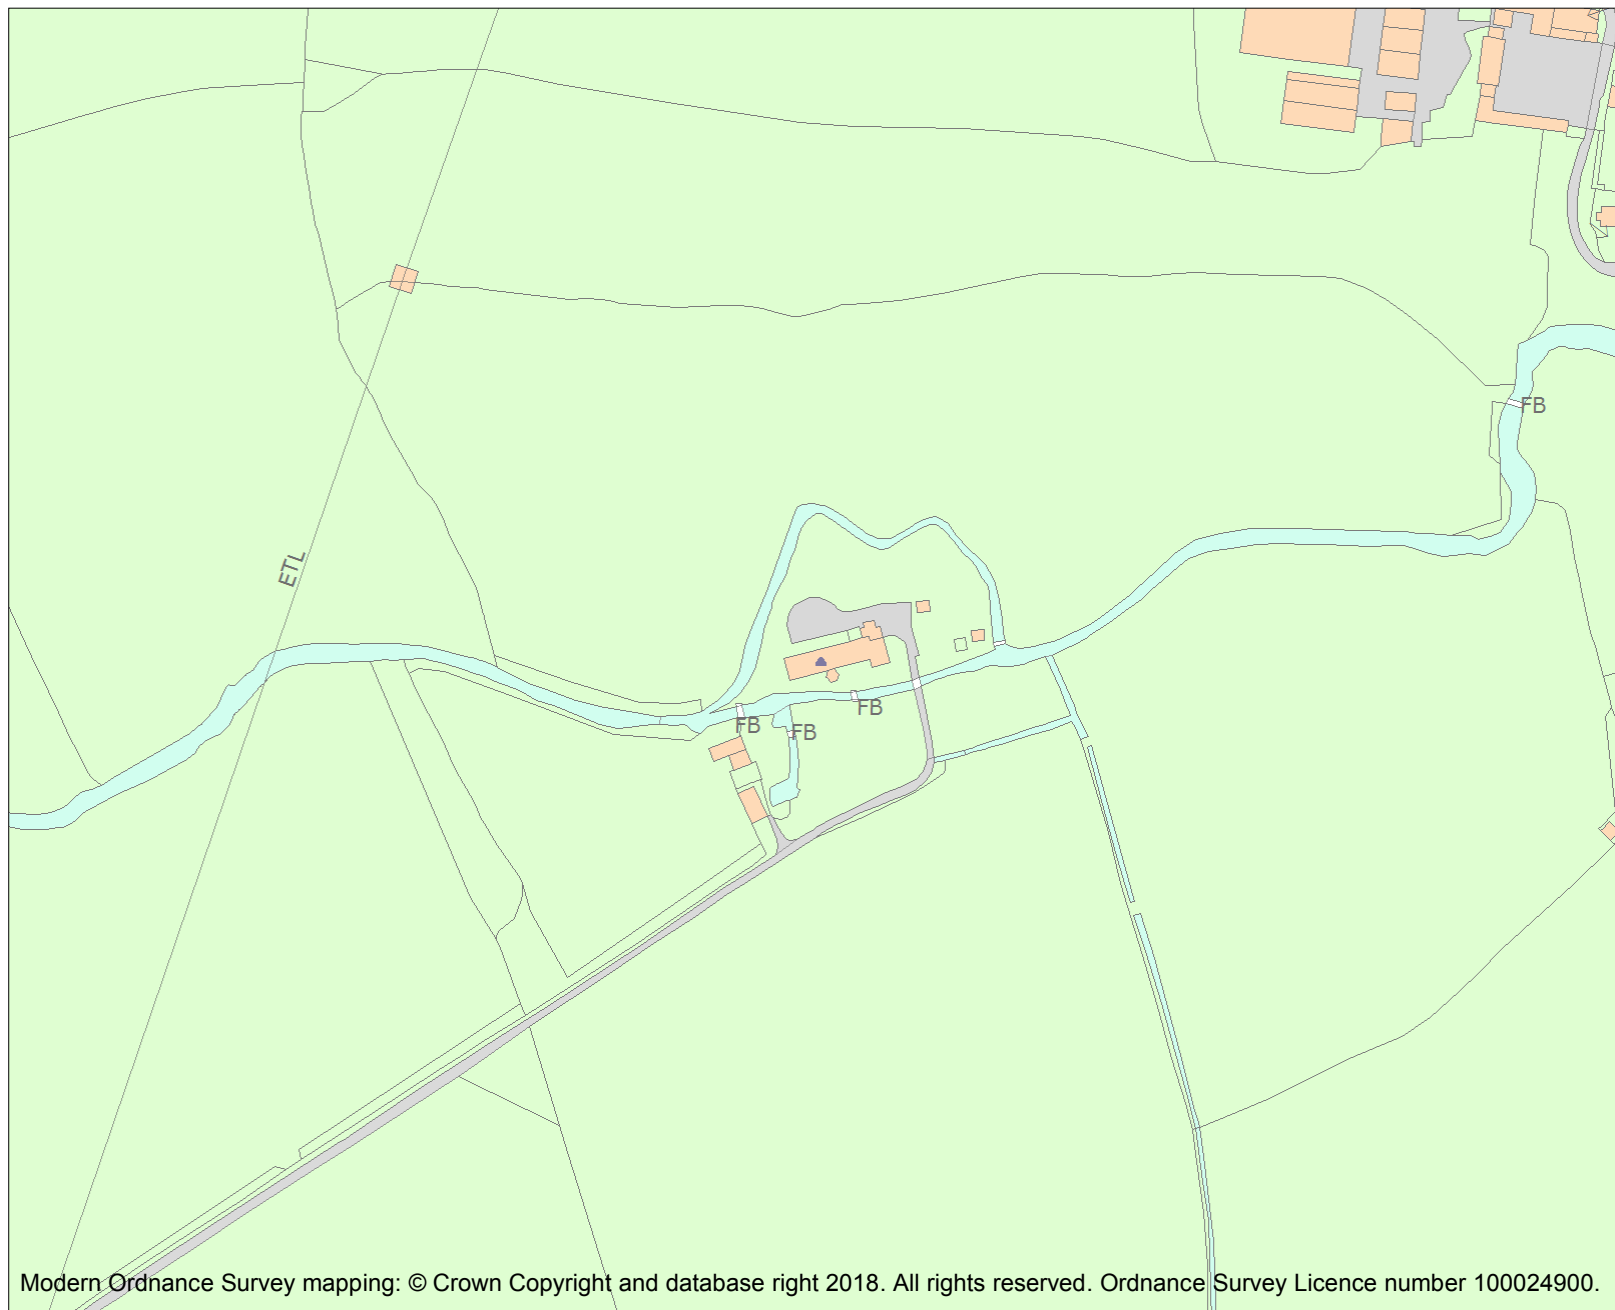 FB
ETL
FB
FB
FB
Modern Ordnance Survey mapping: © Crown Copyright and database right 2018. All rights reserved. Ordnance Survey Licence number 100024900.